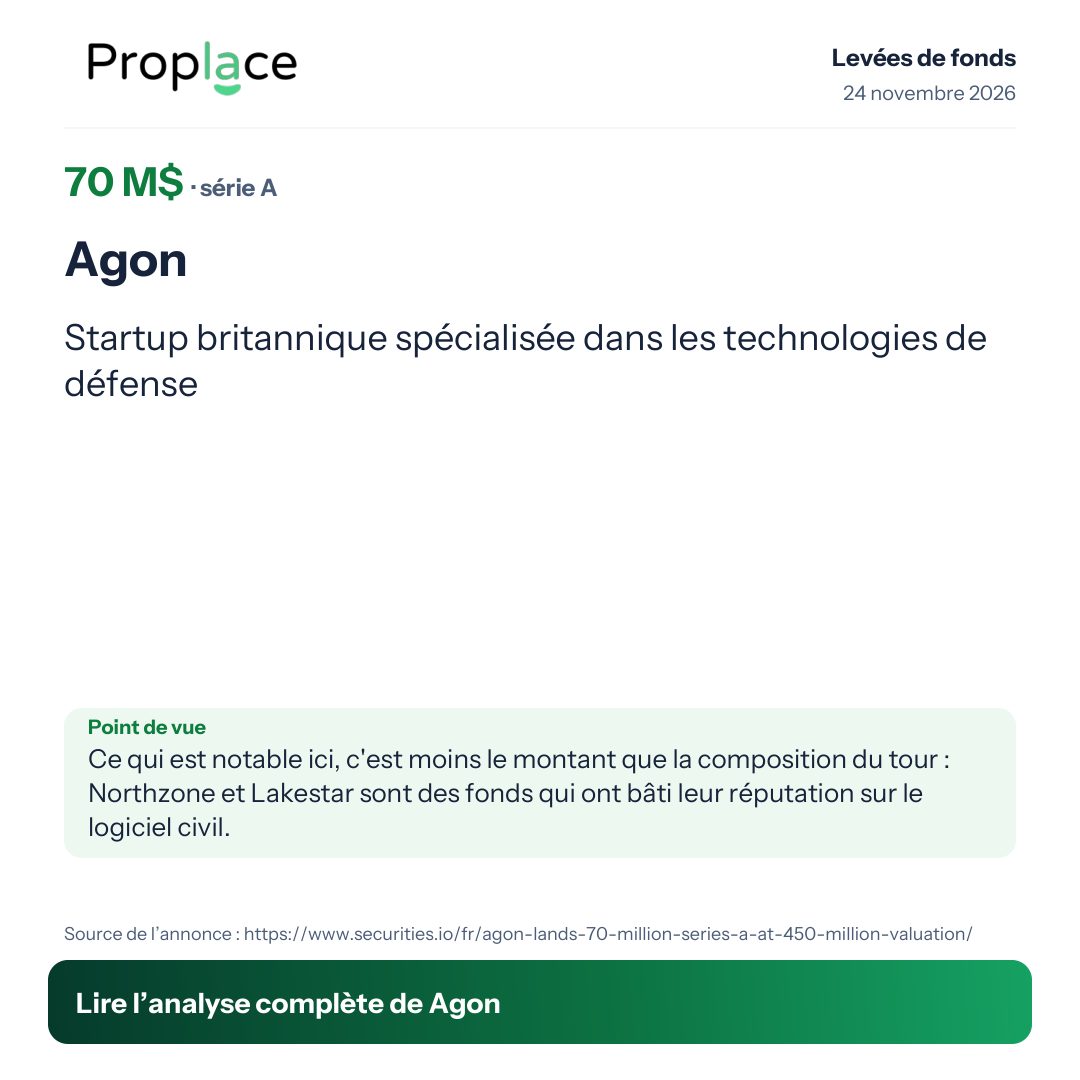 Proplace
Levées de fonds
24 novembre 2026
70 M$ · série A
Agon
Startup britannique spécialisée dans les technologies de
défense
Point de vue
Ce qui est notable ici, c'est moins le montant que la composition du tour :
Northzone et Lakestar sont des fonds qui ont bâti leur réputation sur le
logiciel civil.
Source de l’annonce : https://www.securities.io/fr/agon-lands-70-million-series-a-at-450-million-valuation/
Lire l’analyse complète de Agon